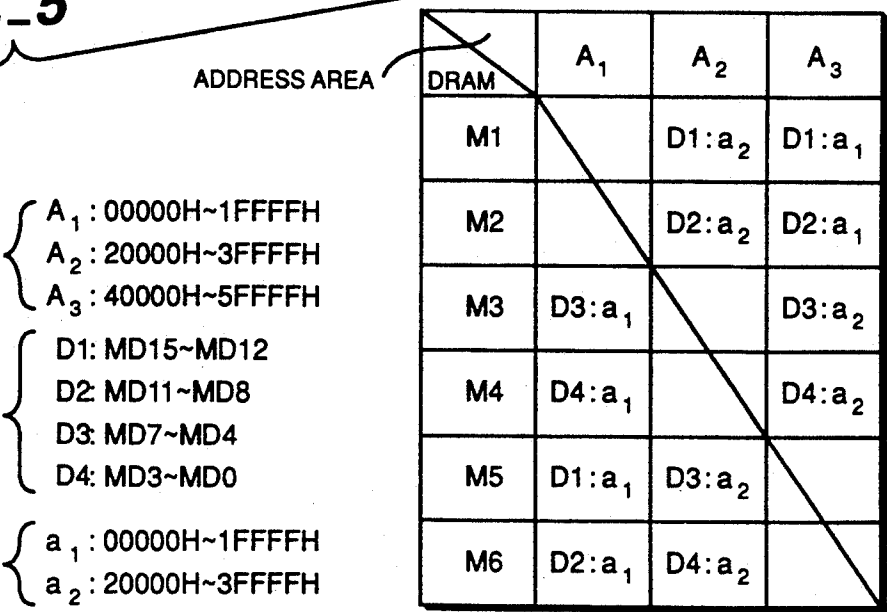 _5
ADDRESS AREA
DRAM A₁ A₂ A₃
M1 D1:a₂ D1:a₁
M2 D2:a₂ D2:a₁
M3 D3:a₁ D3:a₂
M4 D4:a₁ D4:a₂
M5 D1:a₁ D3:a₂
M6 D2:a₁ D4:a₂
A₁ : 00000H~1FFFFH
A₂ : 20000H~3FFFFH
A₃ : 40000H~5FFFFH
D1: MD15~MD12
D2: MD11~MD8
D3: MD7~MD4
D4: MD3~MD0
a₁ : 00000H~1FFFFH
a₂ : 20000H~3FFFFH